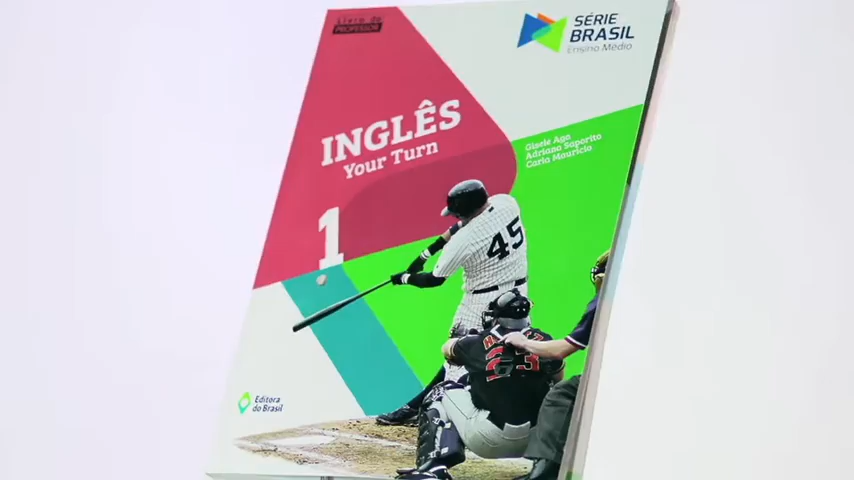 Livro do
PROFESSOR
SÉRIE
BRASIL
Ensino Médio
INGLÊS
Your Turn
Gisele Aga
Adriano Saporito
Carla Maurício
1
45
23
Editora
do Brasil